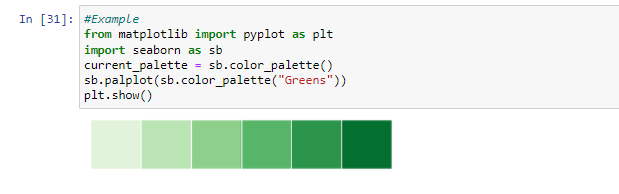 In [31]: #Example
from matplotlib import pyplot as plt
import seaborn as sb
current_palette = sb.color_palette()
sb.palplot(sb.color_palette("Greens"))
plt.show()